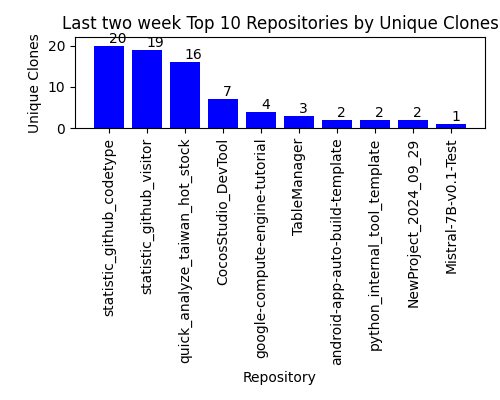 Last two week Top 10 Repositories by Unique Clones
Unique Clones
20
10
0
20
19
16
7
4
3
2
2
2
1
statistic_github_codetype
statistic_github_visitor
quick_analyze_taiwan_hot_stock
CocosStudio_DevTool
google-compute-engine-tutorial
TableManager
android-app-auto-build-template
python_internal_tool_template
NewProject_2024_09_29
Mistral-7B-v0.1-Test
Repository